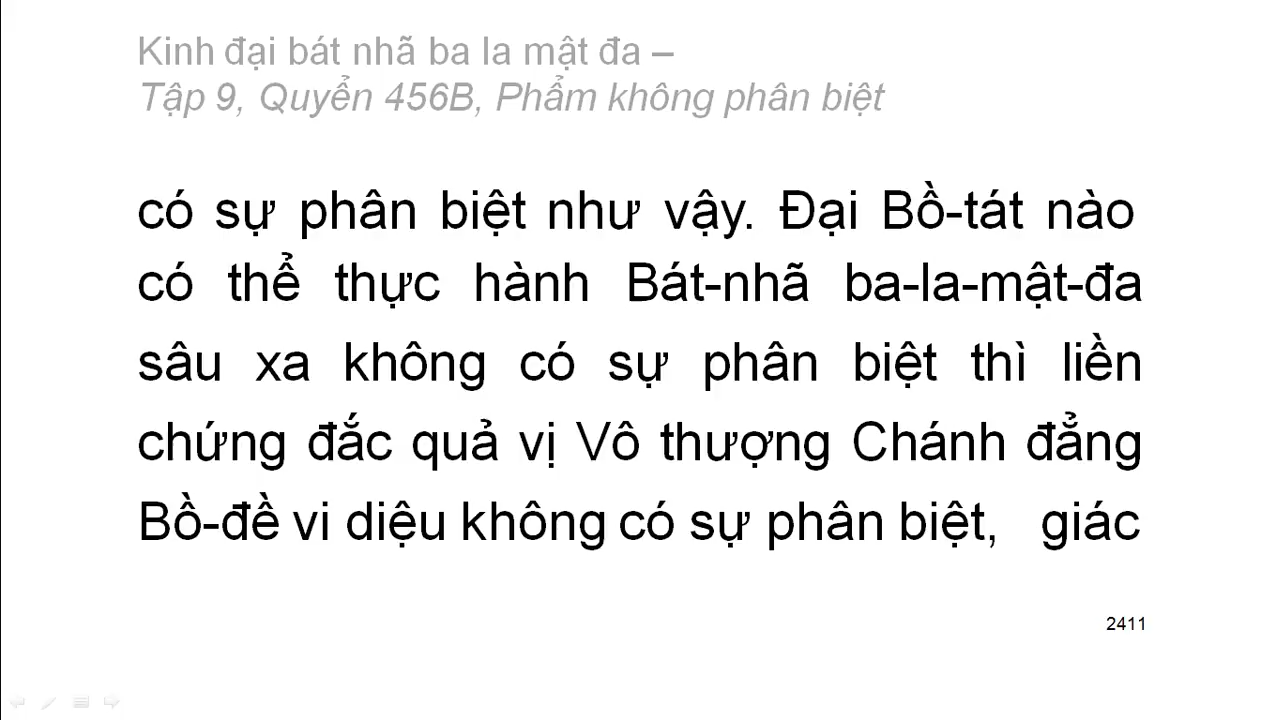 Kinh đại bát nhã ba la mật đa –
Tập 9, Quyển 456B, Phẩm không phân biệt
có sự phân biệt như vậy. Đại Bồ-tát nào
có thể thực hành Bát-nhã ba-la-mật-đa
sâu xa không có sự phân biệt thì liền
chứng đắc quả vị Vô thượng Chánh đẳng
Bồ-đề vi diệu không có sự phân biệt, giác
2411